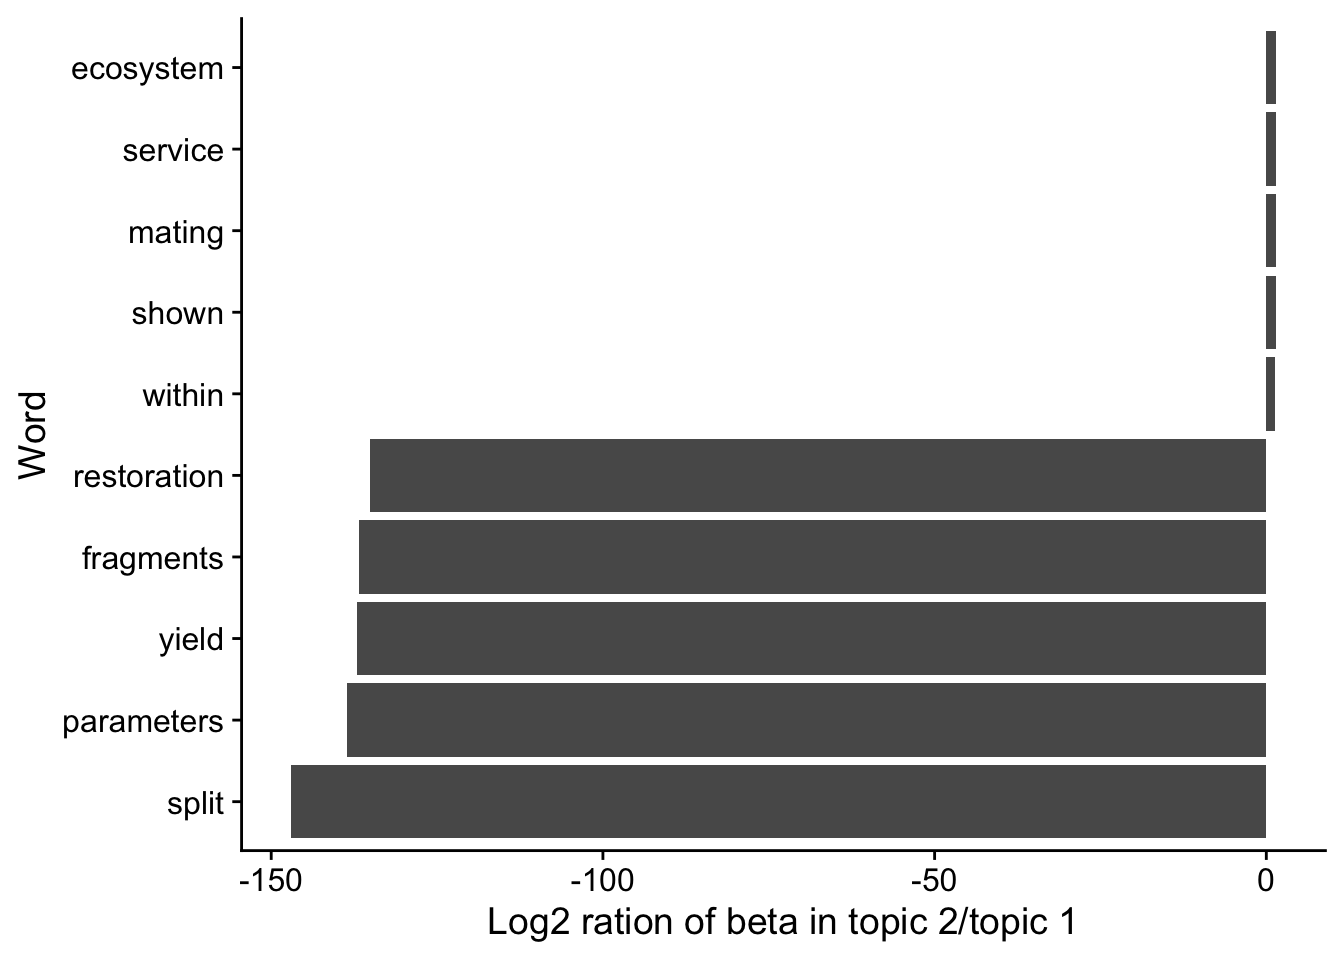 ecosystem
service
mating
shown
within
restoration
fragments
yield
parameters
split
Word
-150 -100 -50 0
Log2 ration of beta in topic 2/topic 1